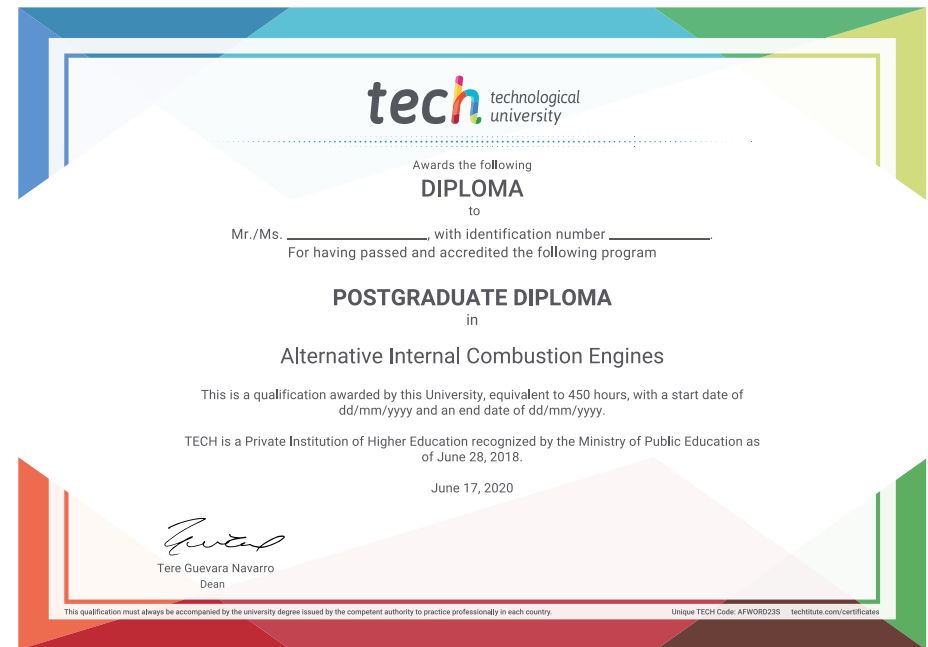 tech technological
university
Awards the following
DIPLOMA
to
Mr./Ms. ____________________, with identification number ______________.
For having passed and accredited the following program
POSTGRADUATE DIPLOMA
in
Alternative Internal Combustion Engines
This is a qualification awarded by this University, equivalent to 450 hours, with a start date of
dd/mm/yyyy and an end date of dd/mm/yyyy.
TECH is a Private Institution of Higher Education recognized by the Ministry of Public Education as
of June 28, 2018.
June 17, 2020
Tere Guevara Navarro
Dean
This qualification must always be accompanied by the university degree issued by the competent authority to practice professionally in each country.
Unique TECH Code: AFWORD23S techtitute.com/certificates